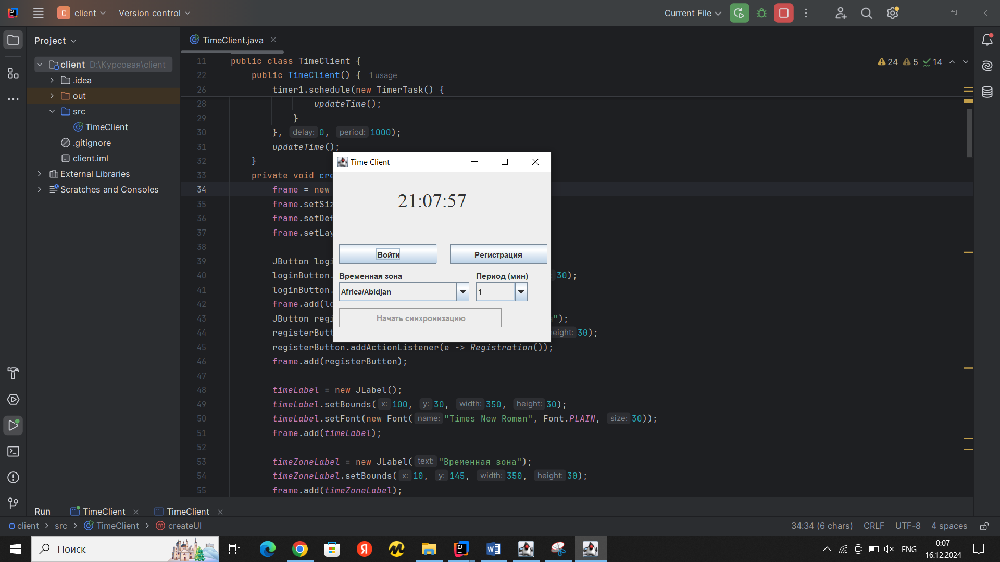 client
Version control
Current File
Project
TimeClient.java
client D:\Курсовая\client
.idea
out
src
TimeClient
.gitignore
client.iml
External Libraries
Scratches and Consoles
24 5 14
11 public class TimeClient {
22 public TimeClient() { 1 usage
26 timer1.schedule(new TimerTask() {
28 updateTime();
29 }
30 }, delay: 0, period: 1000);
31 updateTime();
32 }
33 private void cre
34 frame = new
35 frame.setSiz
36 frame.setDef
37 frame.setLay
38
39 JButton logi
40 loginButton. 30);
41 loginButton.
42 frame.add(lo
43 JButton regi ");
44 registerButt height: 30);
45 registerButton.addActionListener(e -> Registration());
46 frame.add(registerButton);
47
48 timeLabel = new JLabel();
49 timeLabel.setBounds( x: 100, y: 30, width: 350, height: 30);
50 timeLabel.setFont(new Font( name: "Times New Roman", Font.PLAIN, size: 30));
51 frame.add(timeLabel);
52
53 timeZoneLabel = new JLabel( text: "Временная зона");
54 timeZoneLabel.setBounds( x: 10, y: 145, width: 350, height: 30);
55 frame.add(timeZoneLabel);
Time Client
21:07:57
Войти Регистрация
Временная зона Период (мин)
Africa/Abidjan 1
Начать синхронизацию
Run TimeClient TimeClient
client > src > TimeClient > createUI
34:34 (6 chars) CRLF UTF-8 4 spaces
Поиск
ENG
0:07
16.12.2024